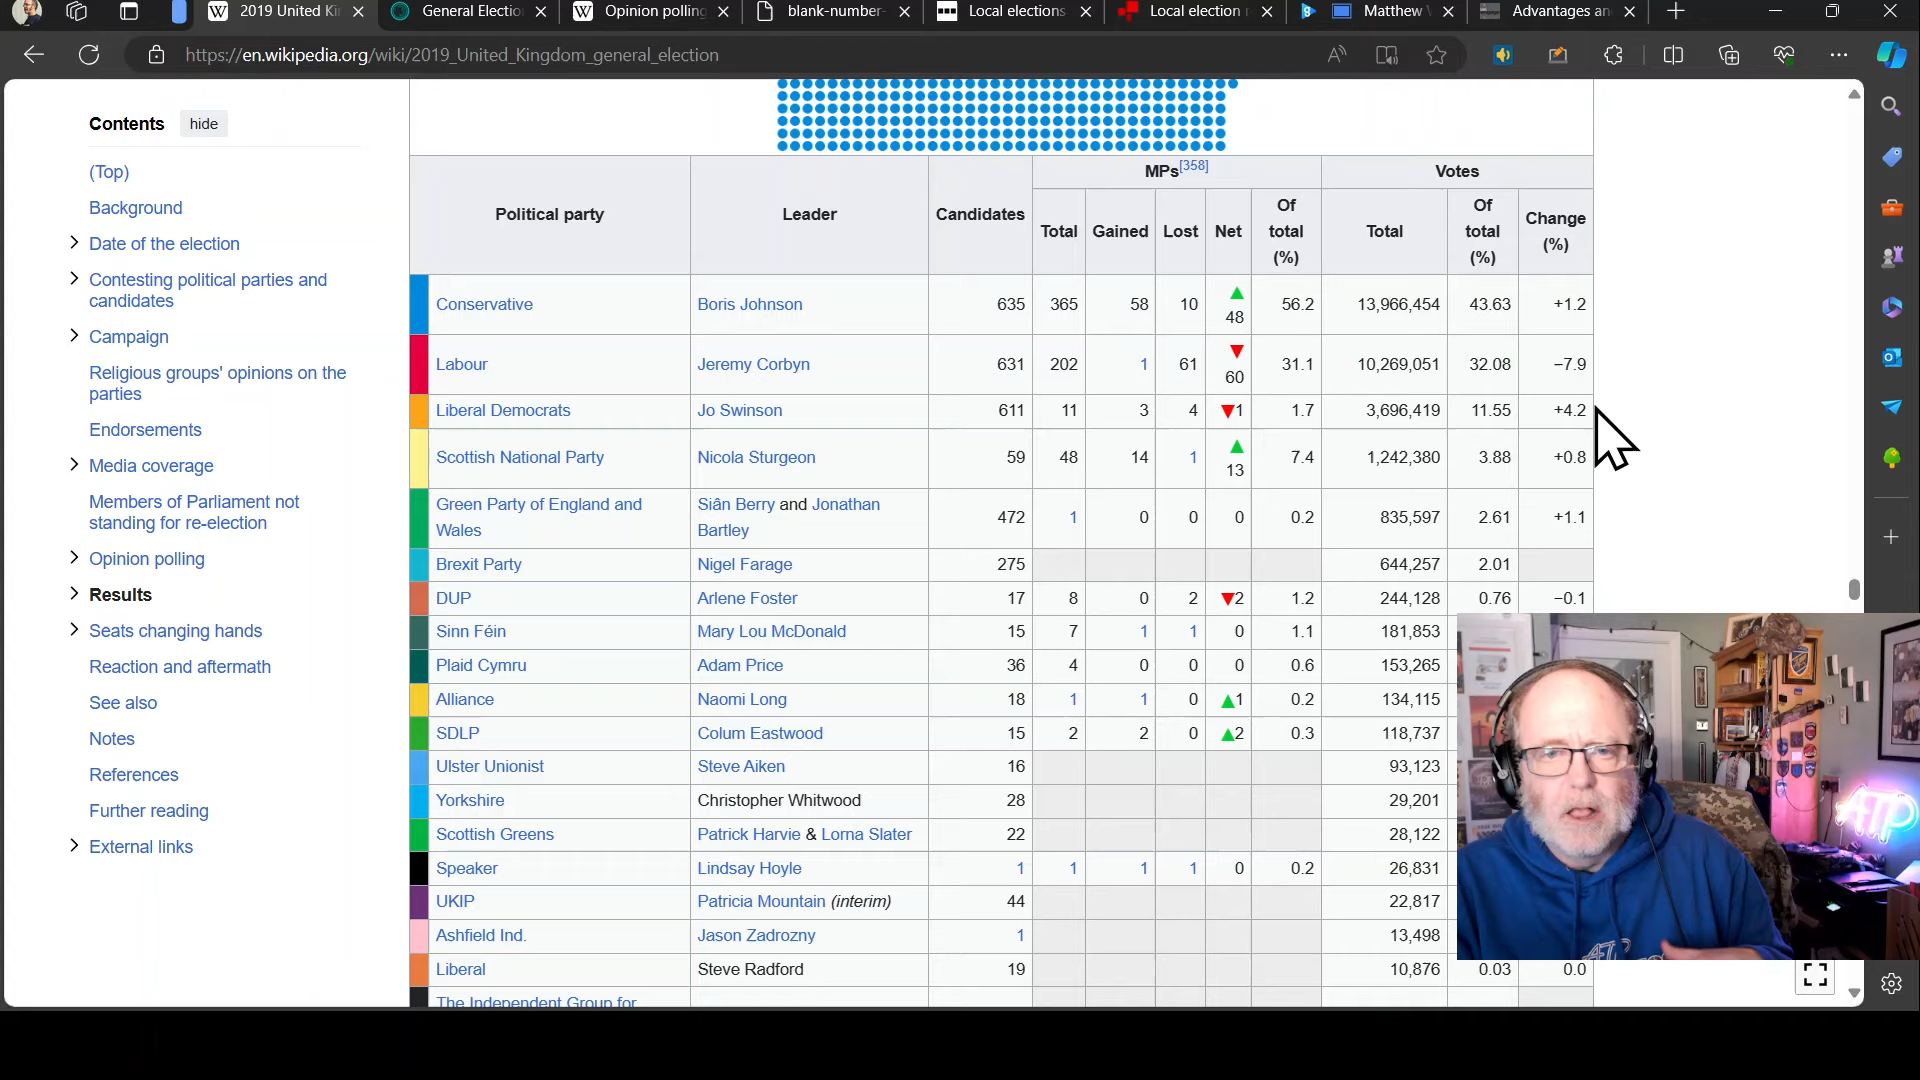 2019 United Ki
General Electio
Opinion polling
blank-number-
Local elections
Local election r
Matthew
Advantages an
https://en.wikipedia.org/wiki/2019_United_Kingdom_general_election
Contents hide
(Top)
Background
Date of the election
Contesting political parties and
candidates
Campaign
Religious groups' opinions on the
parties
Endorsements
Media coverage
Members of Parliament not
standing for re-election
Opinion polling
Results
Seats changing hands
Reaction and aftermath
See also
Notes
References
Further reading
External links
Political party Leader Candidates MPs[358] Votes
Total Gained Lost Net Of total (%) Total Of total (%) Change (%)
Conservative Boris Johnson 635 365 58 10 ▲48 56.2 13,966,454 43.63 +1.2
Labour Jeremy Corbyn 631 202 1 61 ▼60 31.1 10,269,051 32.08 −7.9
Liberal Democrats Jo Swinson 611 11 3 4 ▼1 1.7 3,696,419 11.55 +4.2
Scottish National Party Nicola Sturgeon 59 48 14 1 ▲13 7.4 1,242,380 3.88 +0.8
Green Party of England and Wales Siân Berry and Jonathan Bartley 472 1 0 0 0 0.2 835,597 2.61 +1.1
Brexit Party Nigel Farage 275 644,257 2.01
DUP Arlene Foster 17 8 0 2 ▼2 1.2 244,128 0.76 −0.1
Sinn Féin Mary Lou McDonald 15 7 1 1 0 1.1 181,853
Plaid Cymru Adam Price 36 4 0 0 0 0.6 153,265
Alliance Naomi Long 18 1 1 0 ▲1 0.2 134,115
SDLP Colum Eastwood 15 2 2 0 ▲2 0.3 118,737
Ulster Unionist Steve Aiken 16 93,123
Yorkshire Christopher Whitwood 28 29,201
Scottish Greens Patrick Harvie & Lorna Slater 22 28,122
Speaker Lindsay Hoyle 1 1 1 1 0 0.2 26,831
UKIP Patricia Mountain (interim) 44 22,817
Ashfield Ind. Jason Zadrozny 1 13,498
Liberal Steve Radford 19 10,876 0.03 0.0
The Independent Group for
ATP